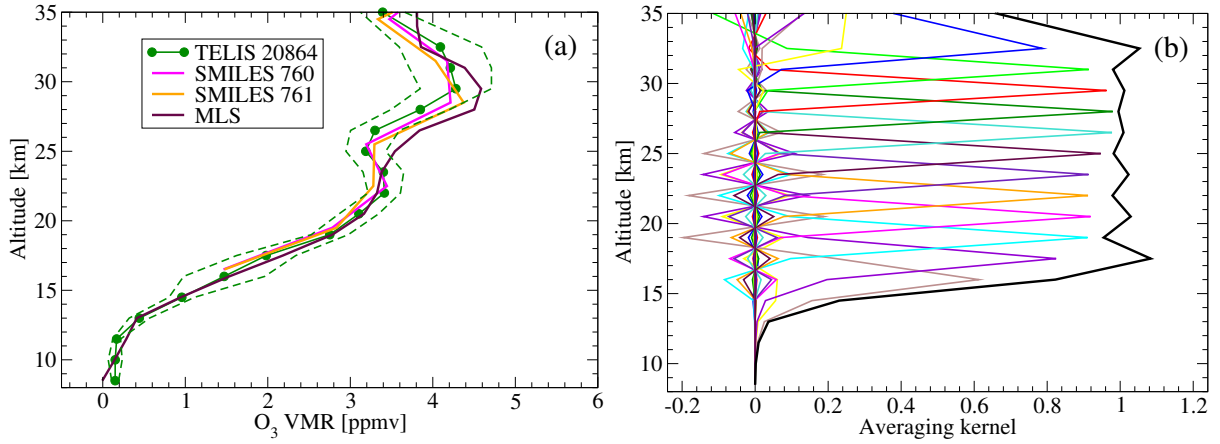 35
30
25
20
15
10
Altitude [km]
0
1
2
3
4
5
6
O₃ VMR [ppmv]
(a)
TELIS 20864
SMILES 760
SMILES 761
MLS
35
30
25
20
15
10
Altitude [km]
-0.2
0
0.2
0.4
0.6
0.8
1
1.2
Averaging kernel
(b)